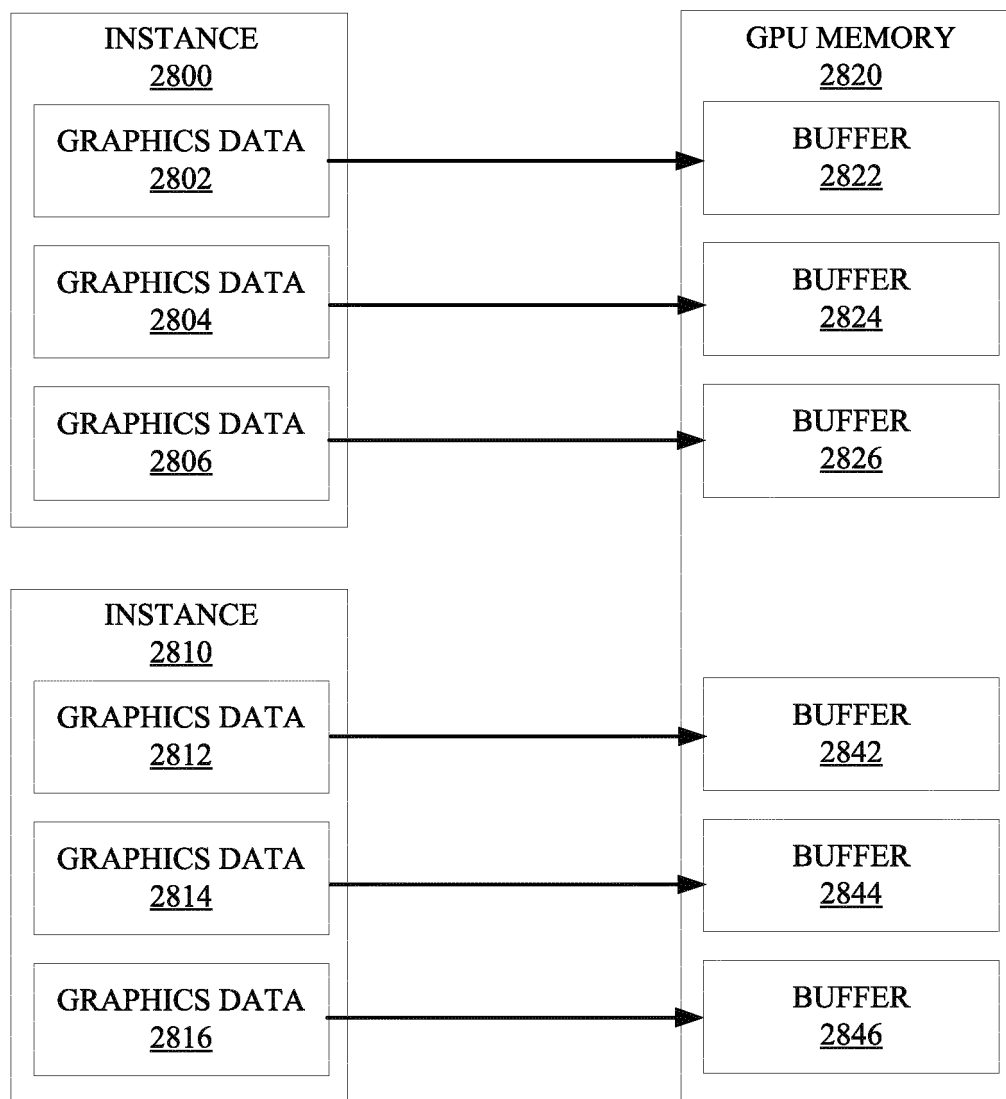 INSTANCE
2800
GRAPHICS DATA
2802
GRAPHICS DATA
2804
GRAPHICS DATA
2806
INSTANCE
2810
GRAPHICS DATA
2812
GRAPHICS DATA
2814
GRAPHICS DATA
2816
GPU MEMORY
2820
BUFFER
2822
BUFFER
2824
BUFFER
2826
BUFFER
2842
BUFFER
2844
BUFFER
2846